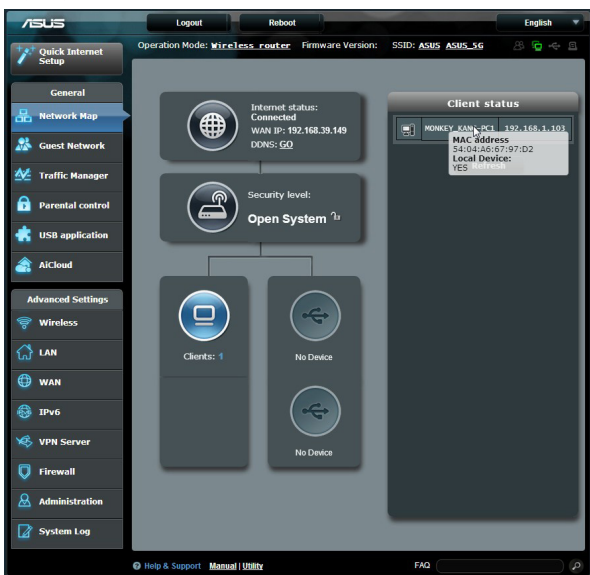 ASUS
Logout
Reboot
English
Quick Internet
Setup
Operation Mode: Wireless router Firmware Version: SSID: ASUS ASUS_5G
General
Network Map
Guest Network
Traffic Manager
Parental control
USB application
AiCloud
Advanced Settings
Wireless
LAN
WAN
IPv6
VPN Server
Firewall
Administration
System Log
Internet status:
Connected
WAN IP: 192.168.39.149
DDNS: GO
Security level:
Open System
Clients: 1
No Device
No Device
Client status
192.168.1.103
MAC address
54:04:A6:67:97:D2
Local Device:
YES
Refresh
Help & Support Manual | Utility
FAQ